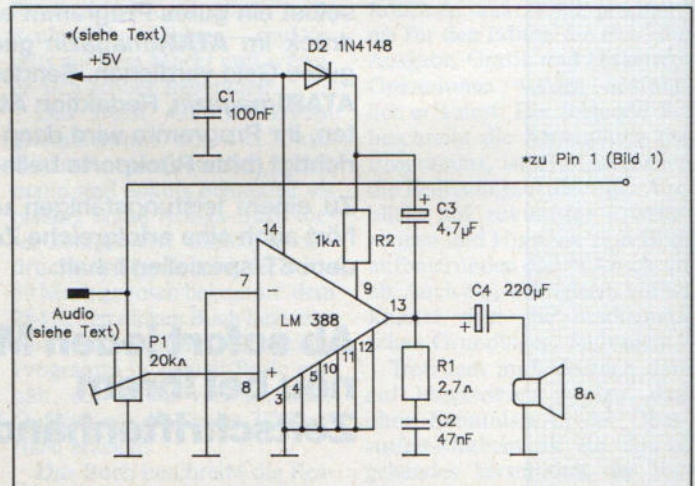 *(siehe Text)
+5V
D2 1N4148
C1
100nF
*zu Pin 1 (Bild 1)
+
C3
4,7µF
1kΩ
R2
14
7
−
9
LM 388
13
C4 220µF
+
Audio
(siehe Text)
P1
20kΩ
+
8
3
4
5
10
11
12
R1
2,7Ω
C2
47nF
8Ω